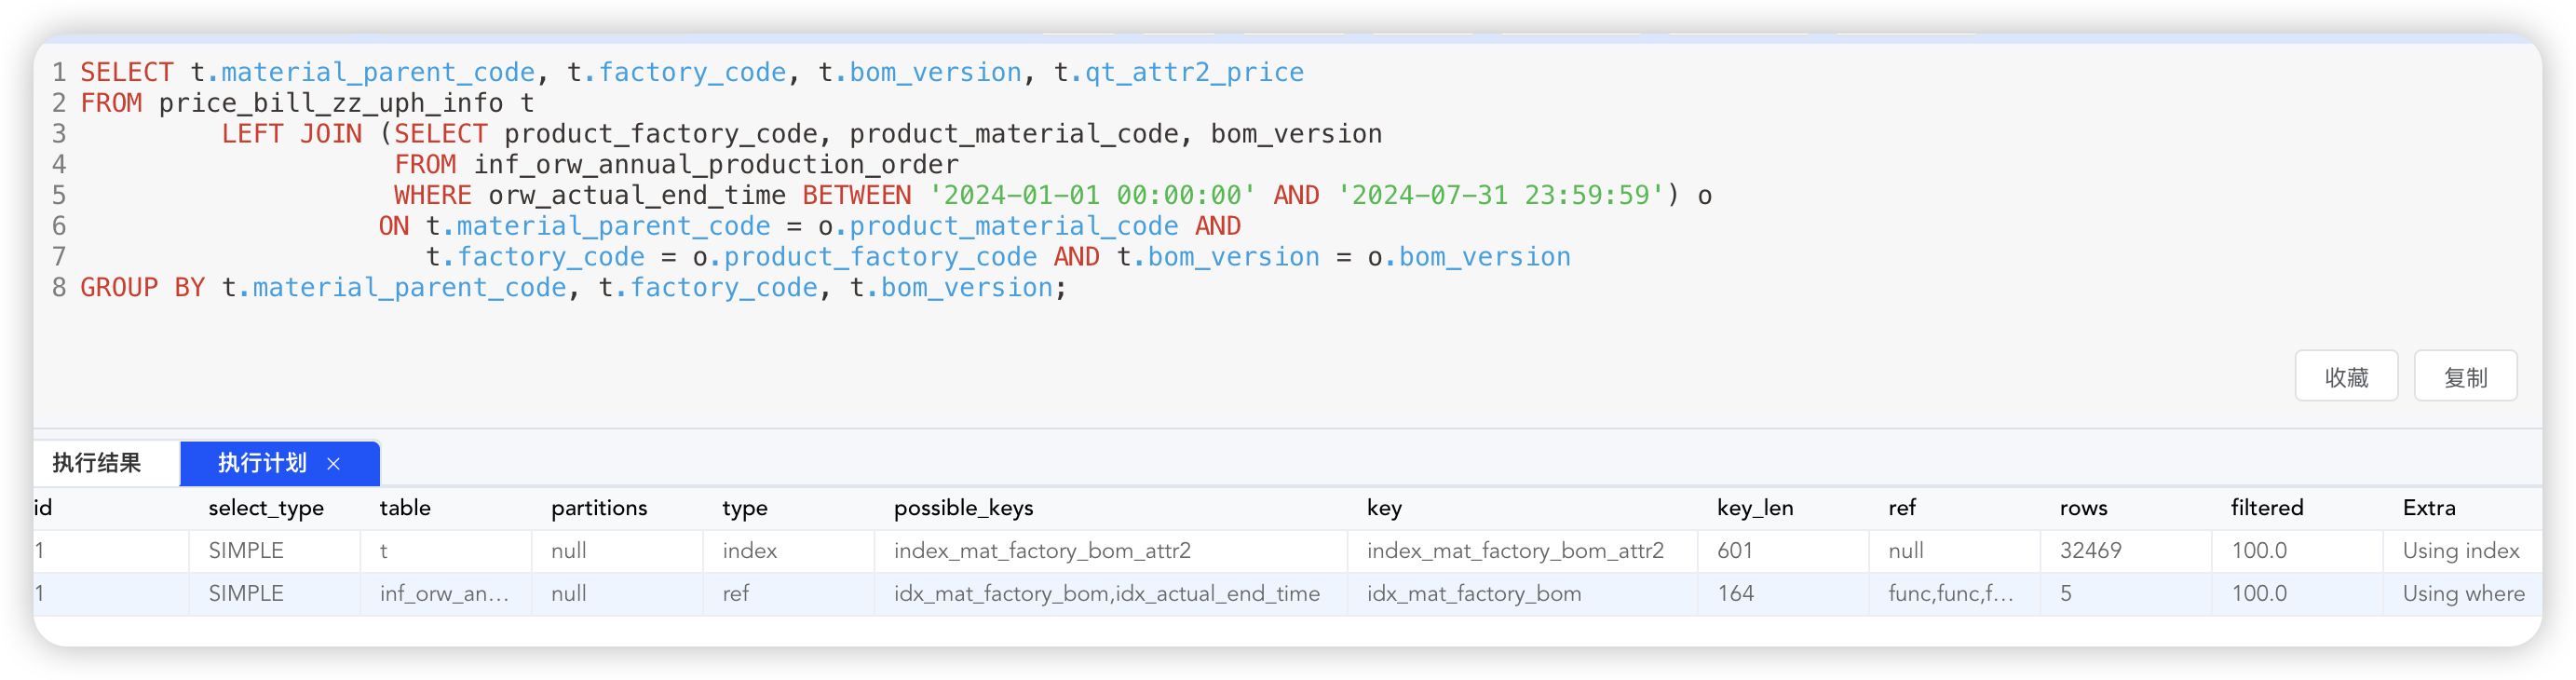 1 SELECT t.material_parent_code, t.factory_code, t.bom_version, t.qt_attr2_price
2 FROM price_bill_zz_uph_info t
3 LEFT JOIN (SELECT product_factory_code, product_material_code, bom_version
4 FROM inf_orw_annual_production_order
5 WHERE orw_actual_end_time BETWEEN '2024-01-01 00:00:00' AND '2024-07-31 23:59:59') o
6 ON t.material_parent_code = o.product_material_code AND
7 t.factory_code = o.product_factory_code AND t.bom_version = o.bom_version
8 GROUP BY t.material_parent_code, t.factory_code, t.bom_version;
收藏 复制
执行结果 执行计划 ×
id select_type table partitions type possible_keys key key_len ref rows filtered Extra
1 SIMPLE t null index index_mat_factory_bom_attr2 index_mat_factory_bom_attr2 601 null 32469 100.0 Using index
1 SIMPLE inf_orw_an... null ref idx_mat_factory_bom,idx_actual_end_time idx_mat_factory_bom 164 func,func,f... 5 100.0 Using where